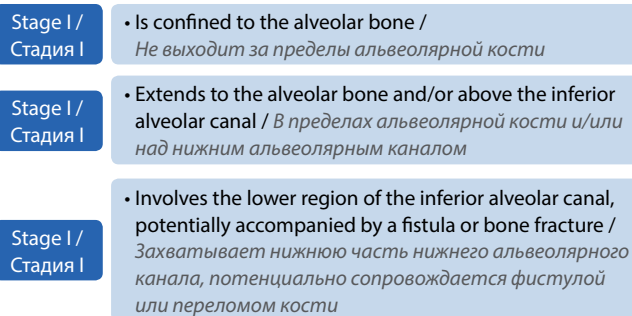 Stage I /
Стадия I
• Is confined to the alveolar bone /
Не выходит за пределы альвеолярной кости
Stage I /
Стадия I
• Extends to the alveolar bone and/or above the inferior
alveolar canal / В пределах альвеолярной кости и/или
над нижним альвеолярным каналом
Stage I /
Стадия I
• Involves the lower region of the inferior alveolar canal,
potentially accompanied by a fistula or bone fracture /
Захватывает нижнюю часть нижнего альвеолярного
канала, потенциально сопровождается фистулой
или переломом кости